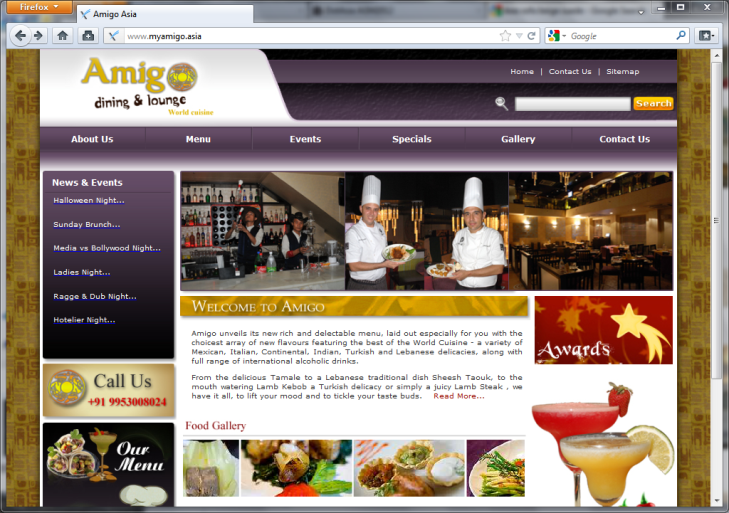 Firefox
Amigo Asia
www.myamigo.asia
Google
Amigo
dining & lounge
World cuisine
Home | Contact Us | Sitemap
Search
About Us
Menu
Events
Specials
Gallery
Contact Us
News & Events
Halloween Night...
Sunday Brunch...
Media vs Bollywood Night...
Ladies Night...
Ragge & Dub Night...
Hotelier Night...
Call Us
+91 9953008024
Our
Menu
Welcome to Amigo
Amigo unveils its new rich and delectable menu, laid out especially for you with the
choicest array of new flavours featuring the best of the World Cuisine - a variety of
Mexican, Italian, Continental, Indian, Turkish and Lebanese delicacies, along with
full range of international alcoholic drinks.
From the delicious Tamale to a Lebanese traditional dish Sheesh Taouk, to the
mouth watering Lamb Kebob a Turkish delicacy or simply a juicy Lamb Steak , we
have it all, to lift your mood and to tickle your taste buds. Read More...
Awards
Food Gallery